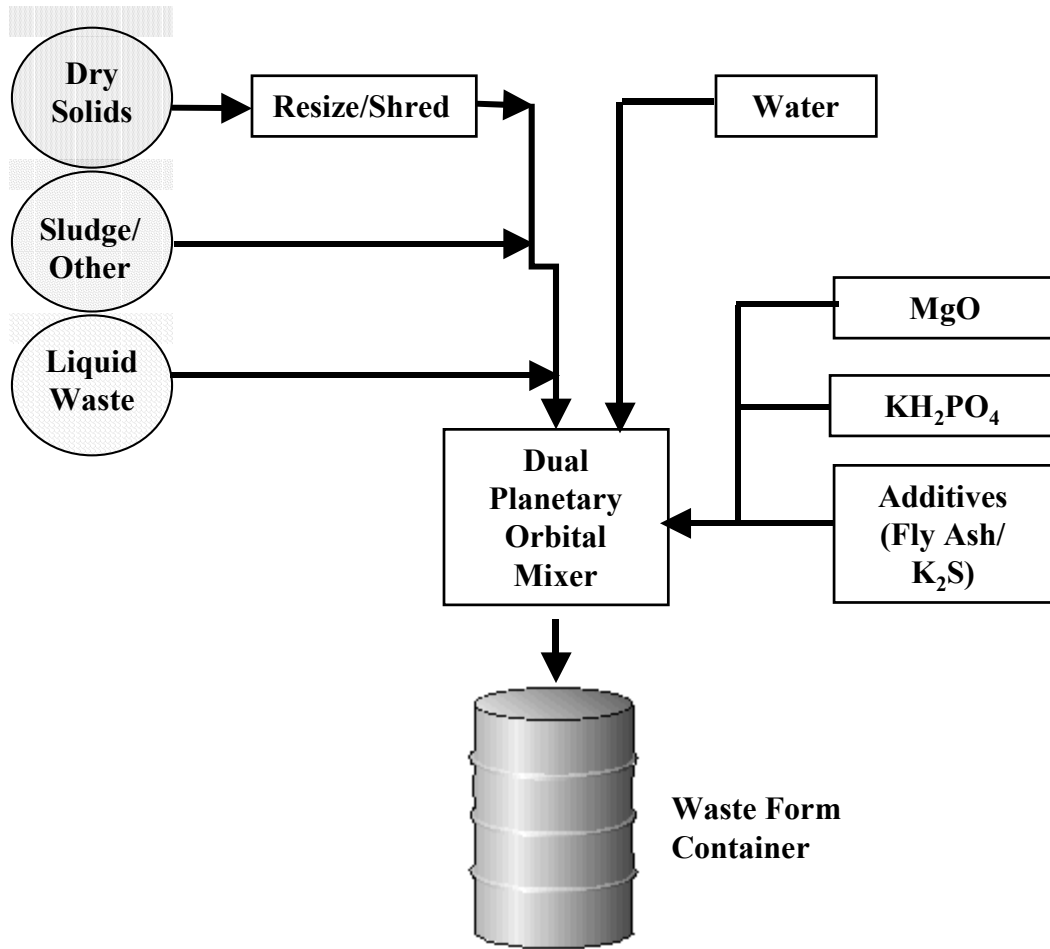 Dry
Solids
Resize/Shred
Water
Sludge/
Other
MgO
Liquid
Waste
KH₂PO₄
Dual
Planetary
Orbital
Mixer
Additives
(Fly Ash/
K₂S)
Waste Form
Container